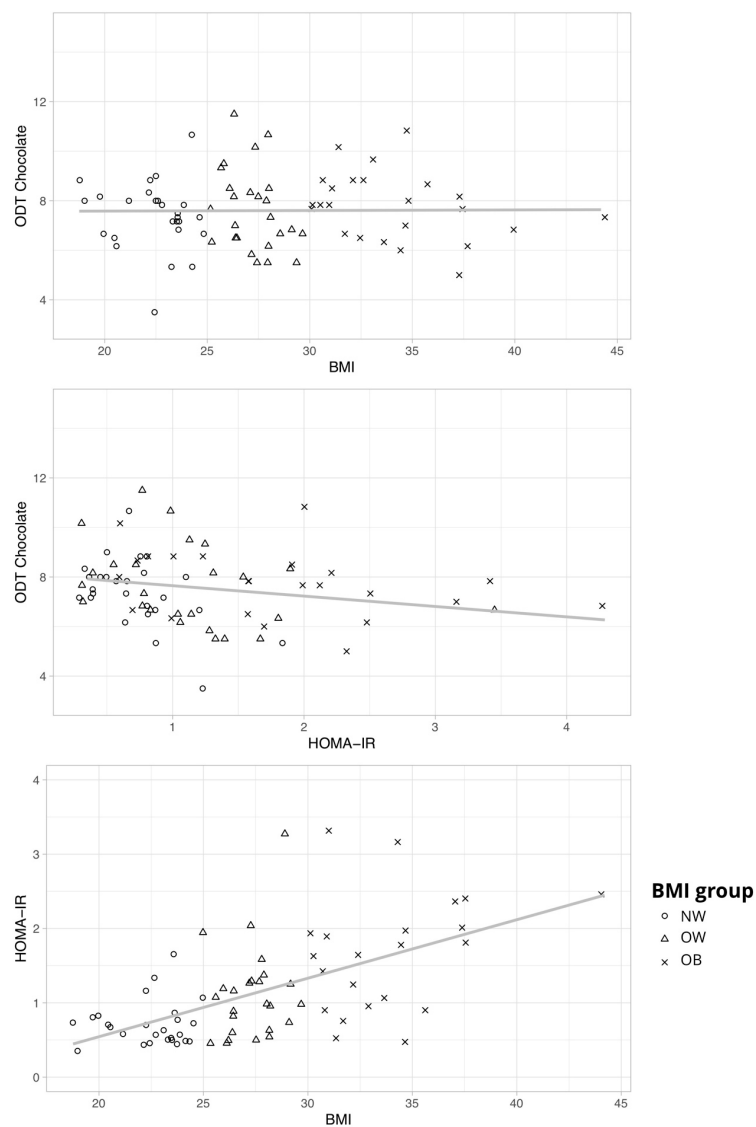 ODT Chocolate
12
8
4
20 25 30 35 40 45
BMI
ODT Chocolate
12
8
4
1 2 3 4
HOMA−IR
HOMA−IR
4
3
2
1
0
20 25 30 35 40 45
BMI
BMI group
NW
OW
OB